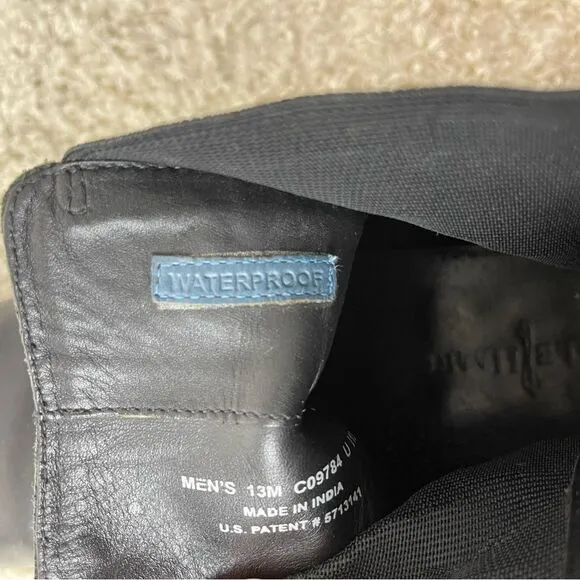 WATERPROOF
MEN'S 13M C09784 U
MADE IN INDIA
U.S. PATENT # 5713141